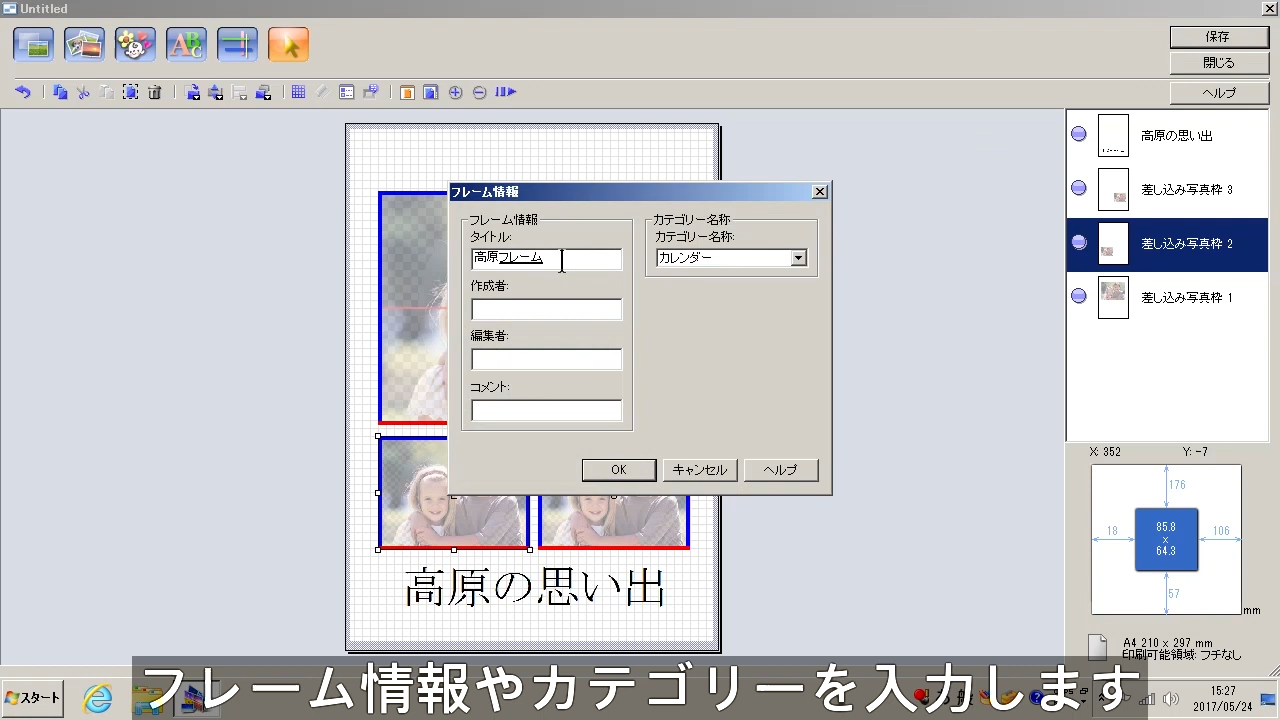 Untitled
保存
閉じる
ヘルプ
高原の思い出
差し込み写真枠 3
差し込み写真枠 2
差し込み写真枠 1
フレーム情報
フレーム情報
タイトル:
高原フレーム
作成者:
編集者:
コメント:
カテゴリー名称
カテゴリー名称:
カレンダー
OK
キャンセル
ヘルプ
高原の思い出
X: 352 Y: -7
176
18
85.8
x
64.3
106
57
mm
A4 210 x 297 mm
印刷可能領域 フチなし
フレーム情報やカテゴリーを入力します
スタート
15:27
2017/05/24